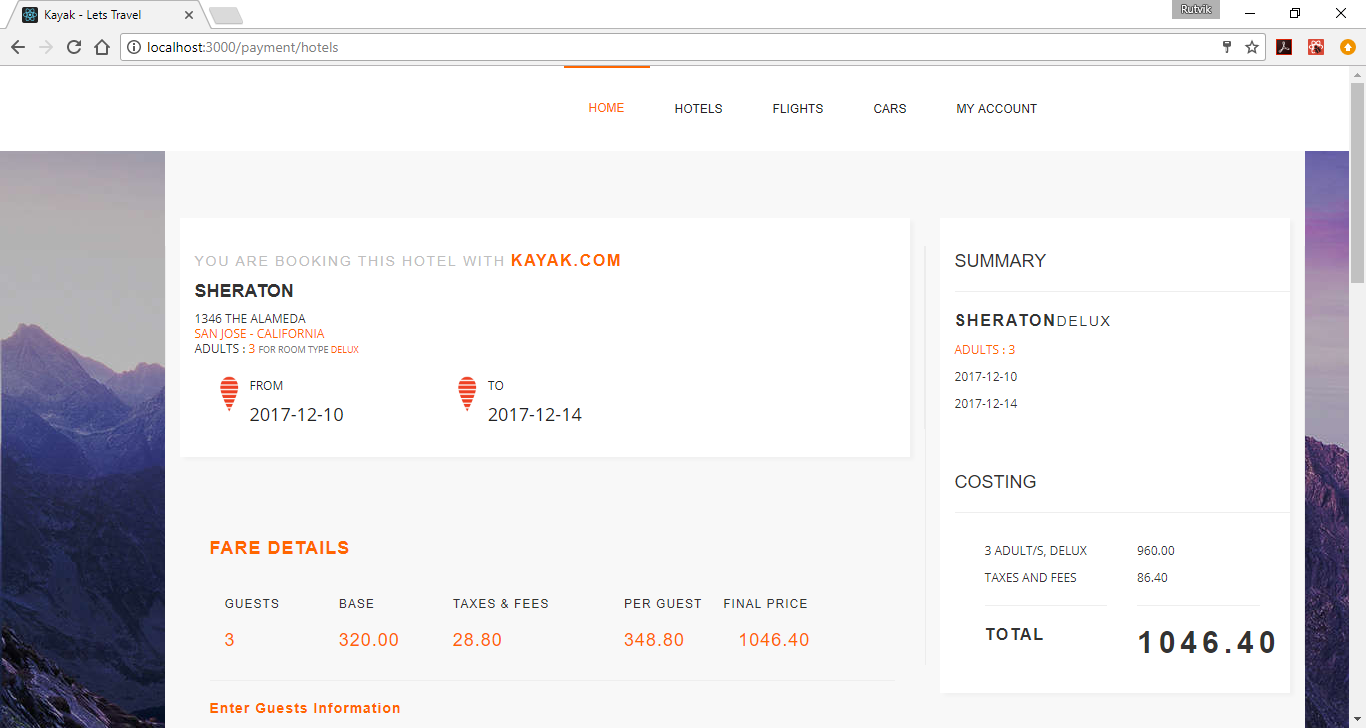 Kayak - Lets Travel
Rutvik
localhost:3000/payment/hotels
HOME HOTELS FLIGHTS CARS MY ACCOUNT
YOU ARE BOOKING THIS HOTEL WITH KAYAK.COM
SHERATON
1346 THE ALAMEDA
SAN JOSE - CALIFORNIA
ADULTS : 3 FOR ROOM TYPE DELUX
FROM
2017-12-10
TO
2017-12-14
FARE DETAILS
GUESTS BASE TAXES & FEES PER GUEST FINAL PRICE
3 320.00 28.80 348.80 1046.40
Enter Guests Information
SUMMARY
SHERATONDELUX
ADULTS : 3
2017-12-10
2017-12-14
COSTING
3 ADULT/S, DELUX 960.00
TAXES AND FEES 86.40
TOTAL 1046.40